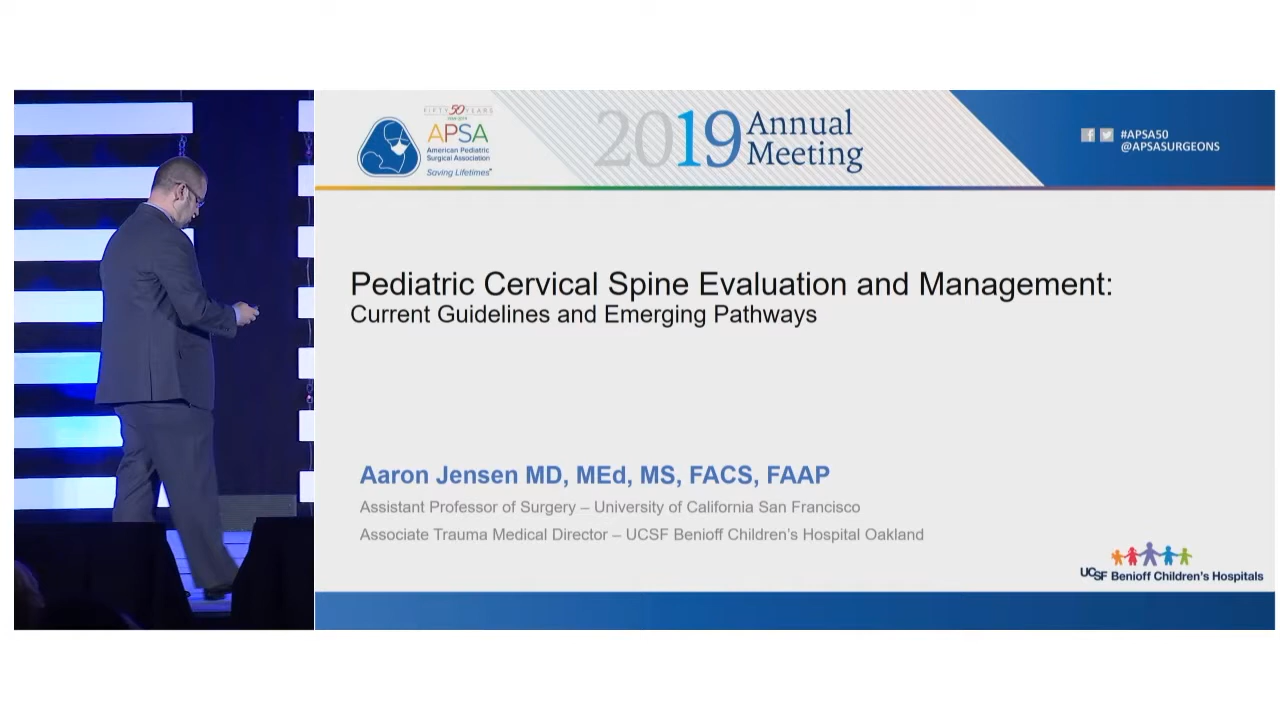 FIFTY 50 YEARS
APSA
American Pediatric
Surgical Association
Saving Lifetimes
2019 Annual
Meeting
#APSA50
@APSASURGEONS
Pediatric Cervical Spine Evaluation and Management:
Current Guidelines and Emerging Pathways
Aaron Jensen MD, MEd, MS, FACS, FAAP
Assistant Professor of Surgery – University of California San Francisco
Associate Trauma Medical Director – UCSF Benioff Children's Hospital Oakland
UCSF Benioff Children's Hospitals